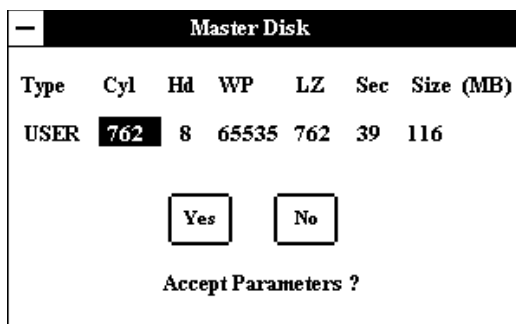 Master Disk
Type Cyl Hd WP LZ Sec Size (MB)
USER 762 8 65535 762 39 116
Yes No
Accept Parameters ?